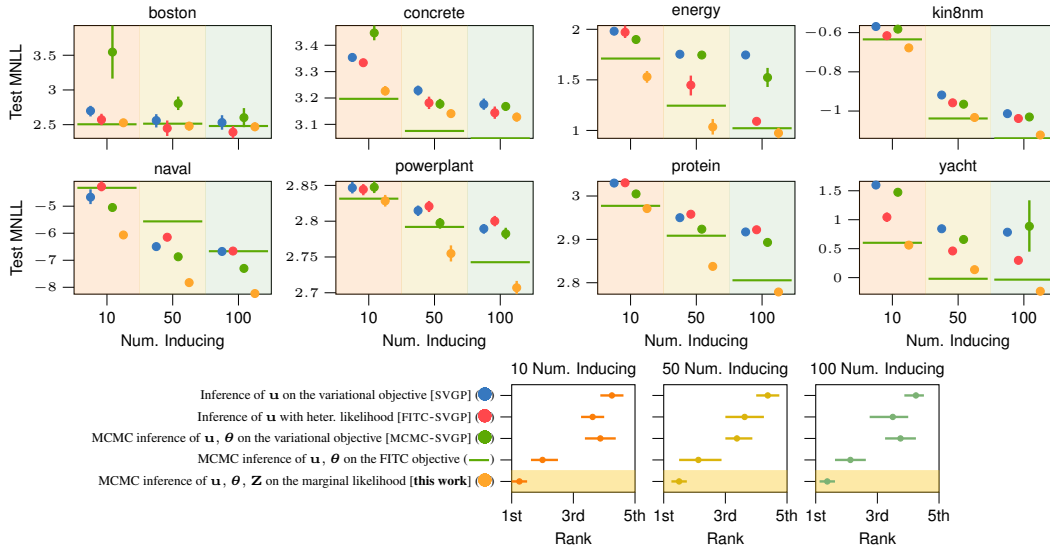 boston concrete energy kin8nm
Test MNLL
3.5
3
2.5
3.4
3.3
3.2
3.1
2
1.5
1
−0.6
−0.8
−1
naval powerplant protein yacht
Test MNLL
−5
−6
−7
−8
2.85
2.8
2.75
2.7
3
2.9
2.8
1.5
1
0.5
0
10 50 100 10 50 100 10 50 100 10 50 100
Num. Inducing Num. Inducing Num. Inducing Num. Inducing
10 Num. Inducing 50 Num. Inducing 100 Num. Inducing
Inference of u on the variational objective [SVGP] ( )
Inference of u with heter. likelihood [FITC-SVGP] ( )
MCMC inference of u, θ on the variational objective [MCMC-SVGP] ( )
MCMC inference of u, θ on the FITC objective ( )
MCMC inference of u, θ, Z on the marginal likelihood [this work] ( )
1st 3rd 5th 1st 3rd 5th 1st 3rd 5th
Rank Rank Rank